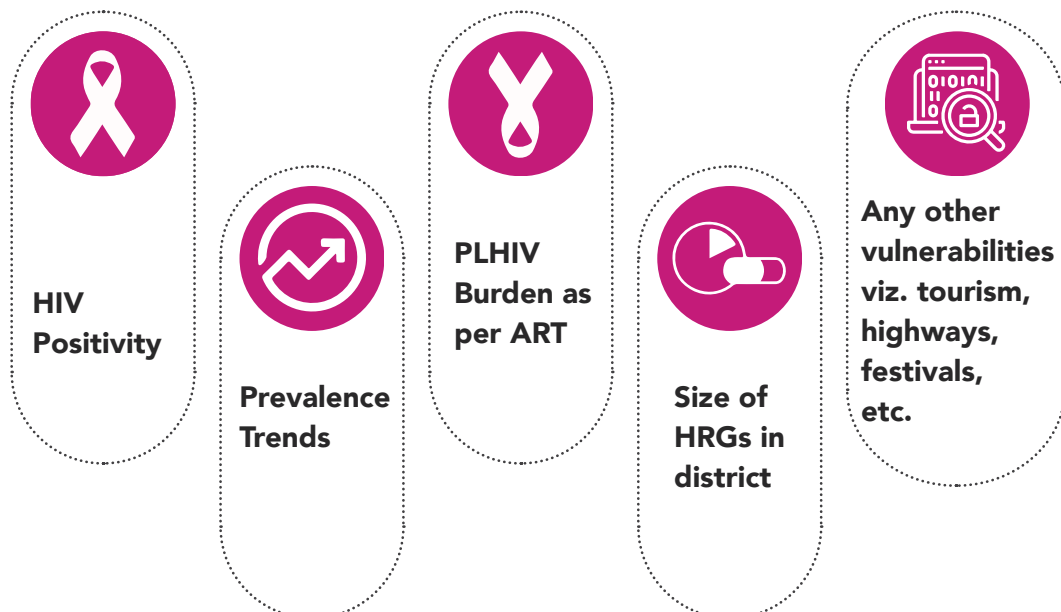 HIV
Positivity
Prevalence
Trends
PLHIV
Burden as
per ART
Size of
HRGs in
district
Any other
vulnerabilities
viz. tourism,
highways,
festivals,
etc.